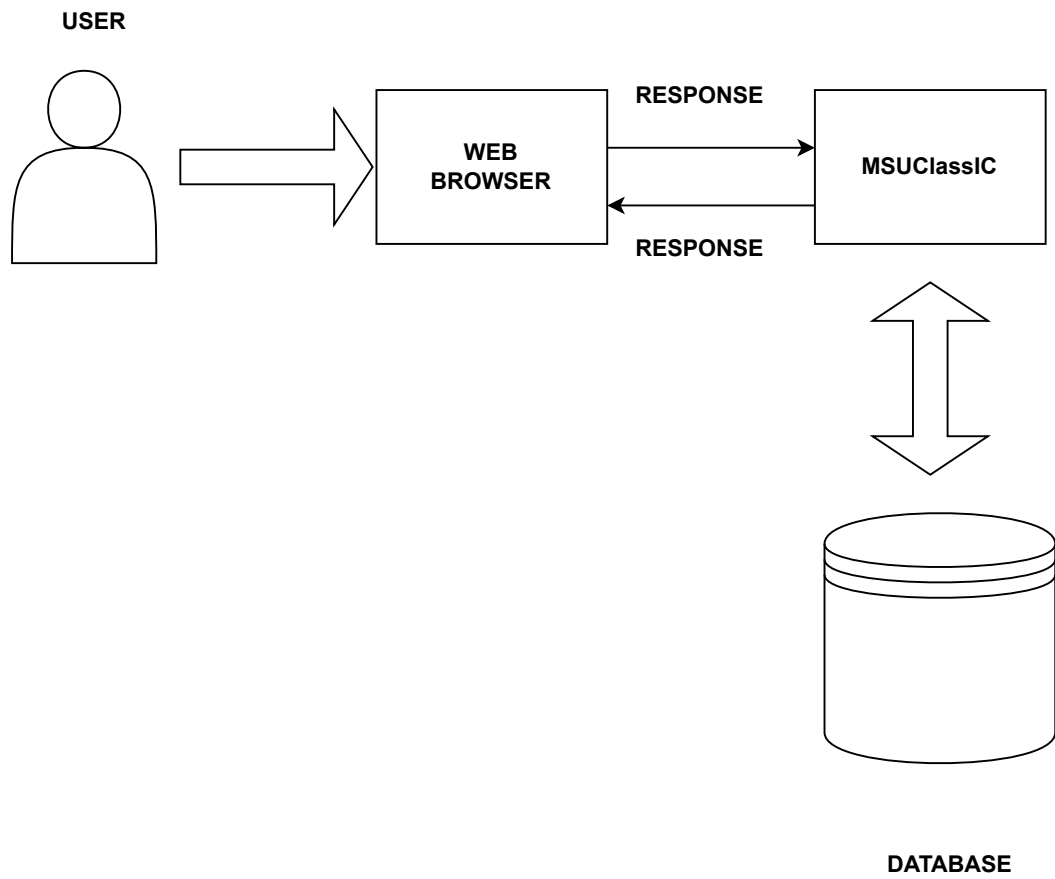 USER
RESPONSE
WEB
BROWSER
MSUClassIC
RESPONSE
DATABASE